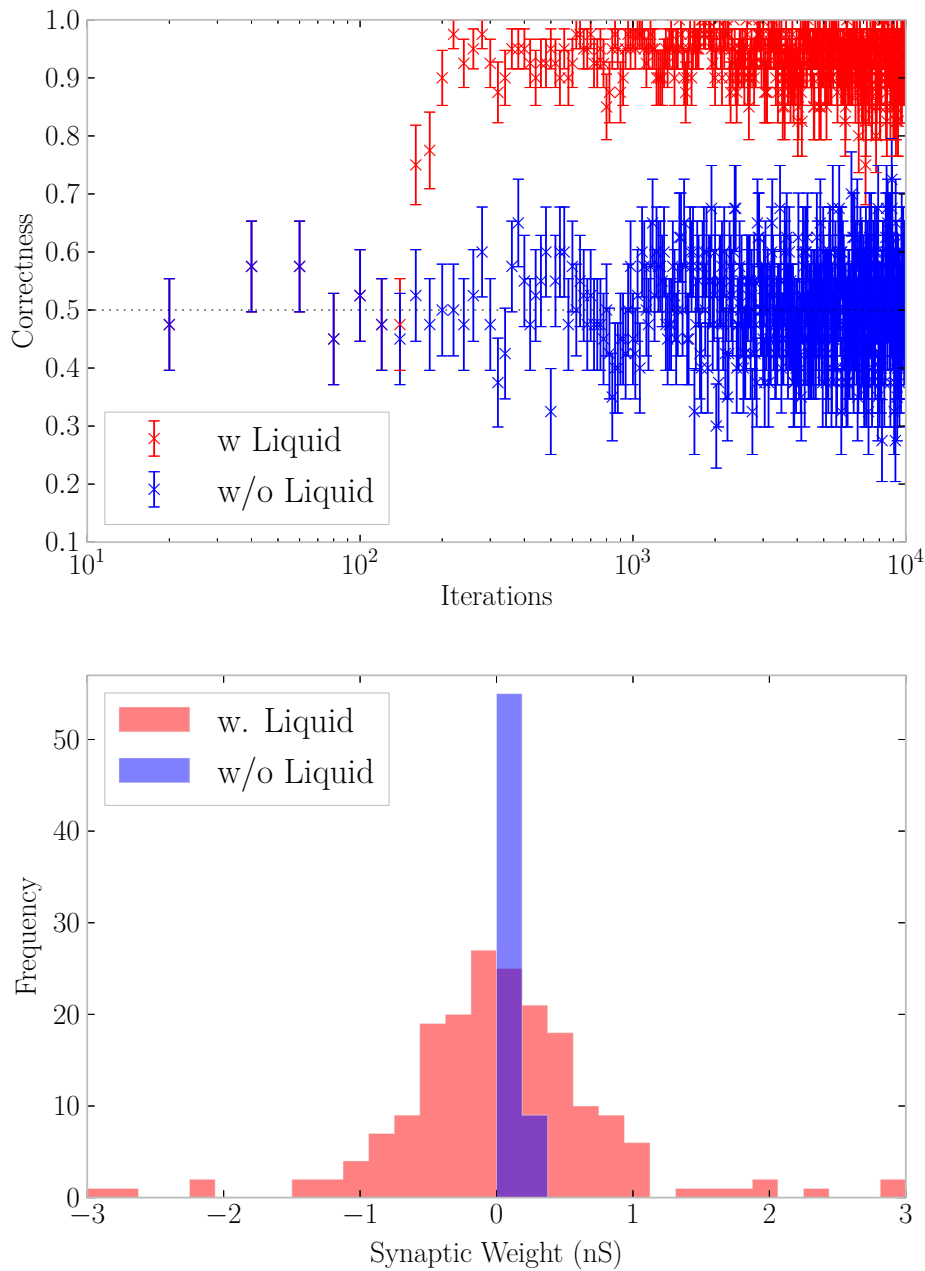 1.0
0.9
0.8
0.7
0.6
0.5
0.4
0.3
0.2
0.1
Correctness
w Liquid
w/o Liquid
10¹ 10² 10³ 10⁴
Iterations
50
40
30
20
10
0
Frequency
w. Liquid
w/o Liquid
−3 −2 −1 0 1 2 3
Synaptic Weight (nS)